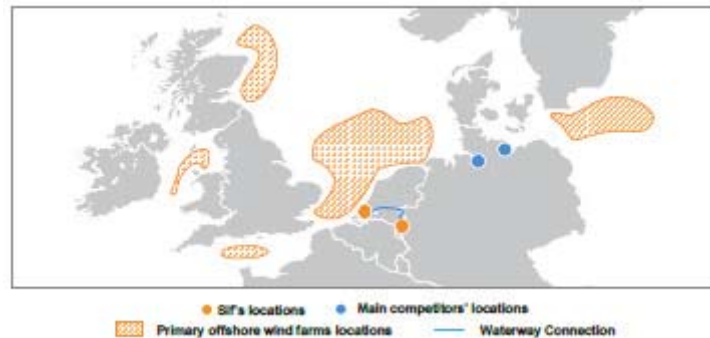 Sif's locations Main competitors' locations
Primary offshore wind farms locations Waterway Connection